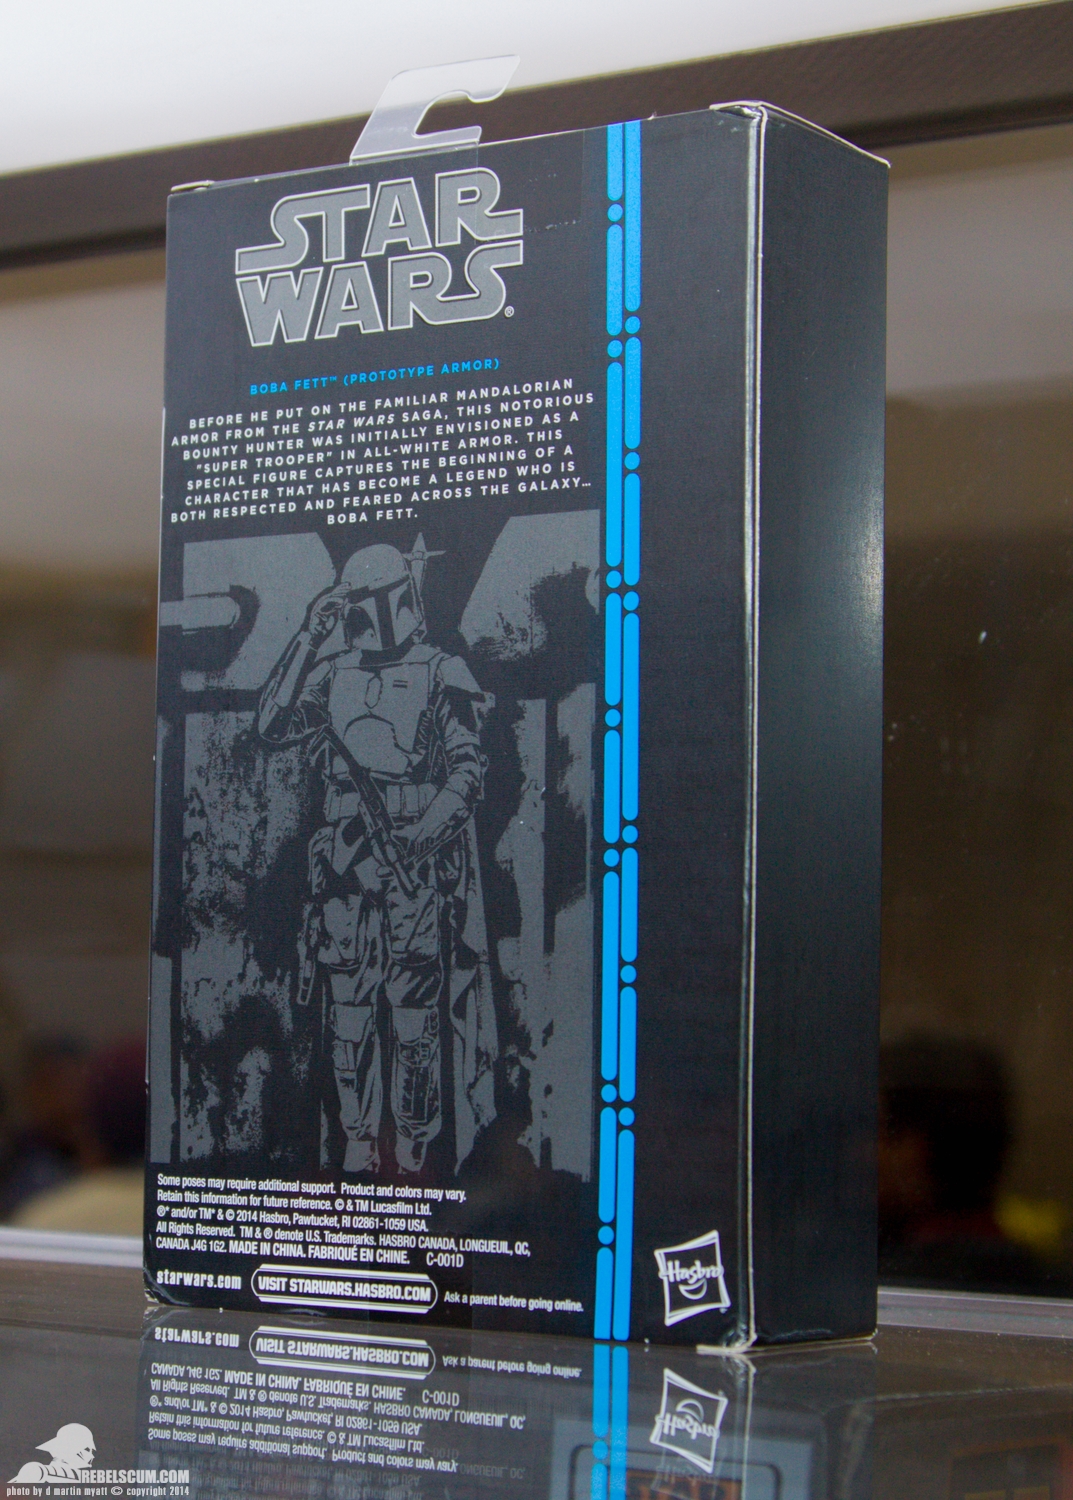 STAR
WARS®
BOBA FETT™ (PROTOTYPE ARMOR)
BEFORE HE PUT ON THE FAMILIAR MANDALORIAN
ARMOR FROM THE STAR WARS SAGA, THIS NOTORIOUS
BOUNTY HUNTER WAS INITIALLY ENVISIONED AS A
"SUPER TROOPER" IN ALL-WHITE ARMOR. THIS
SPECIAL FIGURE CAPTURES THE BEGINNING OF A
CHARACTER THAT HAS BECOME A LEGEND WHO IS
BOTH RESPECTED AND FEARED ACROSS THE GALAXY...
BOBA FETT.
Some poses may require additional support. Product and colors may vary.
Retain this information for future reference. © & TM Lucasfilm Ltd.
®* and/or TM* & © 2014 Hasbro, Pawtucket, RI 02861-1059 USA.
All Rights Reserved. TM & ® denote U.S. Trademarks. HASBRO CANADA, LONGUEUIL, QC,
CANADA J4G 1G2. MADE IN CHINA. FABRIQUÉ EN CHINE. C-001D
starwars.com VISIT STARWARS.HASBRO.COM Ask a parent before going online.
Hasbro
REBELSCUM.COM
photo by d martin myatt © copyright 2014